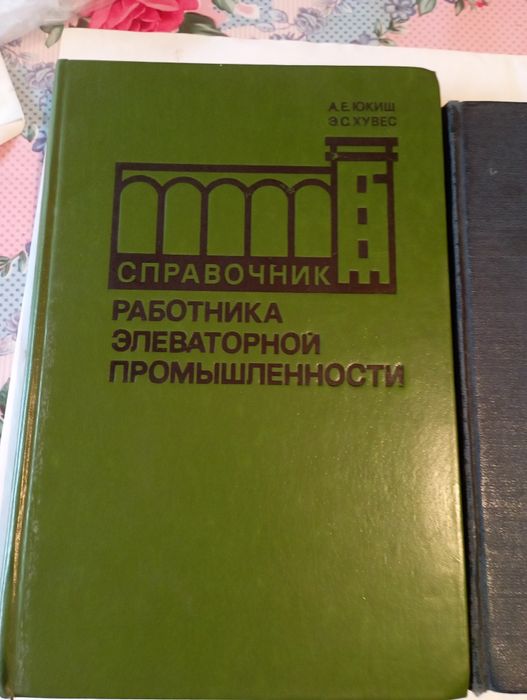 А.Е. ЮКИШ
Э.С. ХУВЕС
СПРАВОЧНИК
РАБОТНИКА
ЭЛЕВАТОРНОЙ
ПРОМЫШЛЕННОСТИ